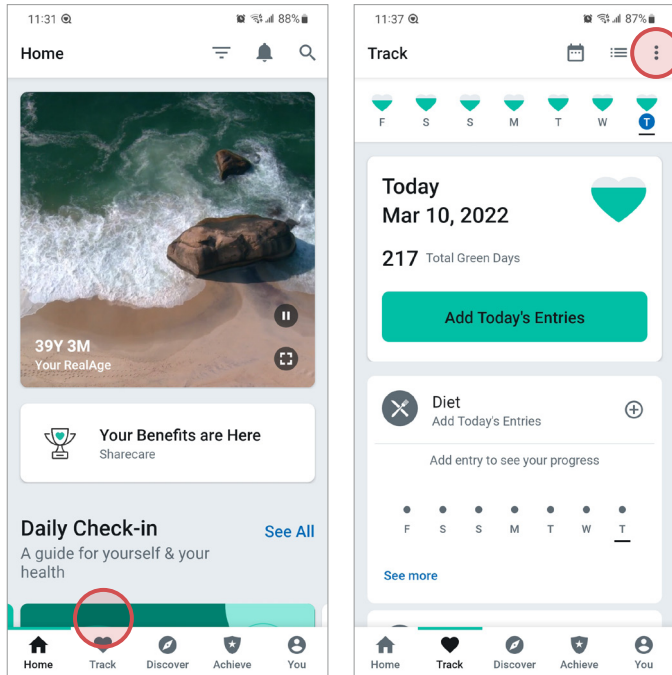 11:31
88%
Home
39Y 3M
Your RealAge
Your Benefits are Here
Sharecare
Daily Check-in
See All
A guide for yourself & your
health
Home
Track
Discover
Achieve
You
11:37
87%
Track
F
S
S
M
T
W
T
Today
Mar 10, 2022
217 Total Green Days
Add Today's Entries
Diet
Add Today's Entries
Add entry to see your progress
F
S
S
M
T
W
T
See more
Home
Track
Discover
Achieve
You